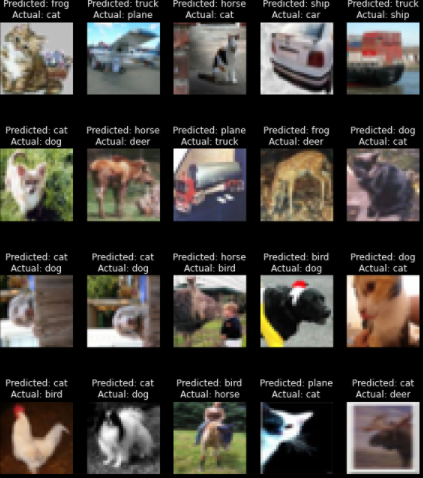 Predicted: frog
Actual: cat
Predicted: truck
Actual: plane
Predicted: horse
Actual: cat
Predicted: ship
Actual: car
Predicted: truck
Actual: ship
Predicted: cat
Actual: dog
Predicted: horse
Actual: deer
Predicted: plane
Actual: truck
Predicted: frog
Actual: deer
Predicted: dog
Actual: cat
Predicted: cat
Actual: dog
Predicted: cat
Actual: dog
Predicted: horse
Actual: bird
Predicted: bird
Actual: dog
Predicted: dog
Actual: cat
Predicted: cat
Actual: bird
Predicted: cat
Actual: dog
Predicted: bird
Actual: horse
Predicted: plane
Actual: cat
Predicted: cat
Actual: deer